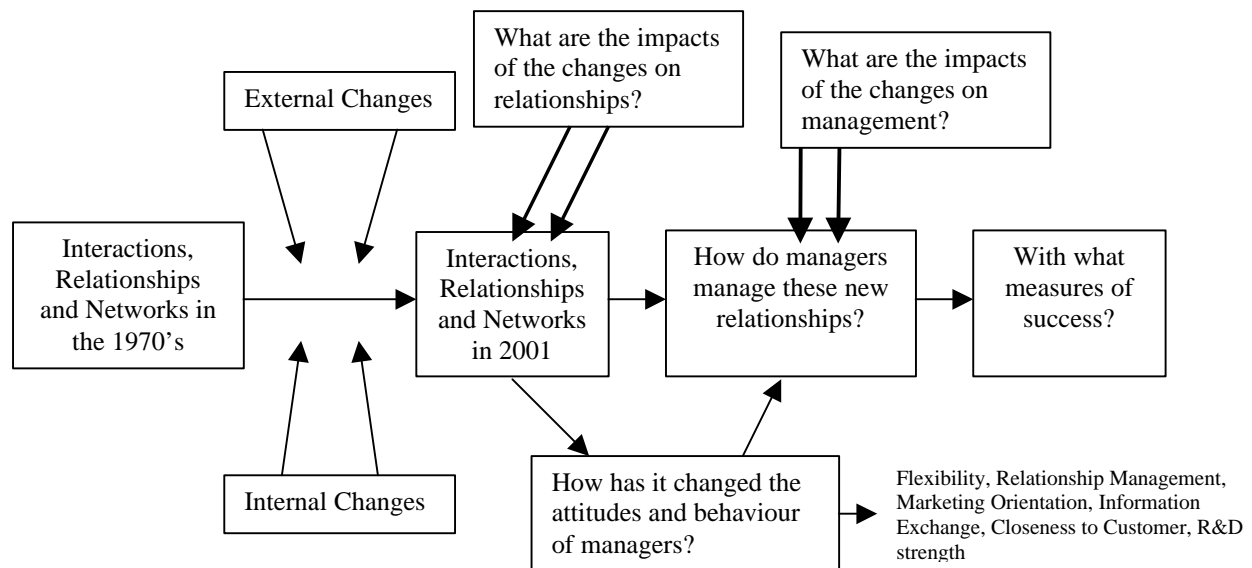 What are the impacts
of the changes on
relationships?
What are the impacts
of the changes on
management?
External Changes
Interactions,
Relationships
and Networks in
the 1970's
Interactions,
Relationships
and Networks
in 2001
How do managers
manage these new
relationships?
With what
measures of
success?
Internal Changes
How has it changed the
attitudes and behaviour
of managers?
Flexibility, Relationship Management,
Marketing Orientation, Information
Exchange, Closeness to Customer, R&D
strength